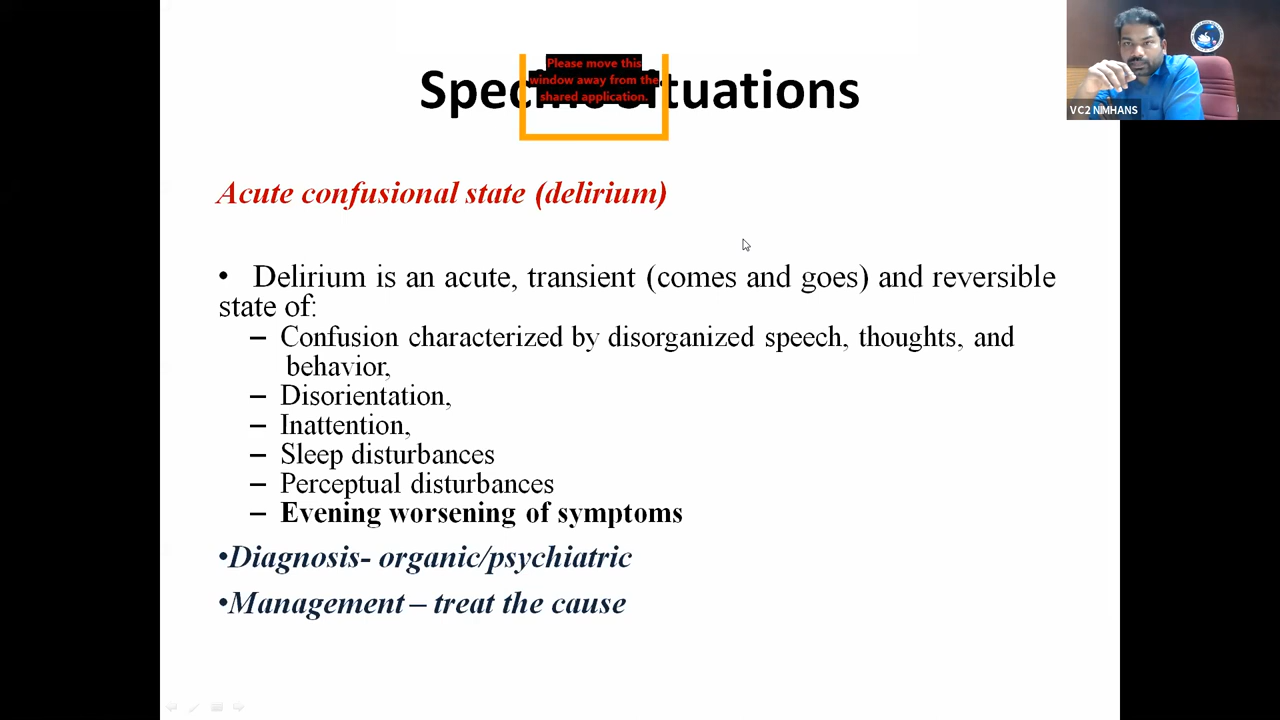 Please move this
window away from the
shared application.
Spec tuations
Acute confusional state (delirium)
• Delirium is an acute, transient (comes and goes) and reversible
state of:
– Confusion characterized by disorganized speech, thoughts, and
behavior,
– Disorientation,
– Inattention,
– Sleep disturbances
– Perceptual disturbances
– Evening worsening of symptoms
•Diagnosis- organic/psychiatric
•Management – treat the cause
VC2 NIMHANS